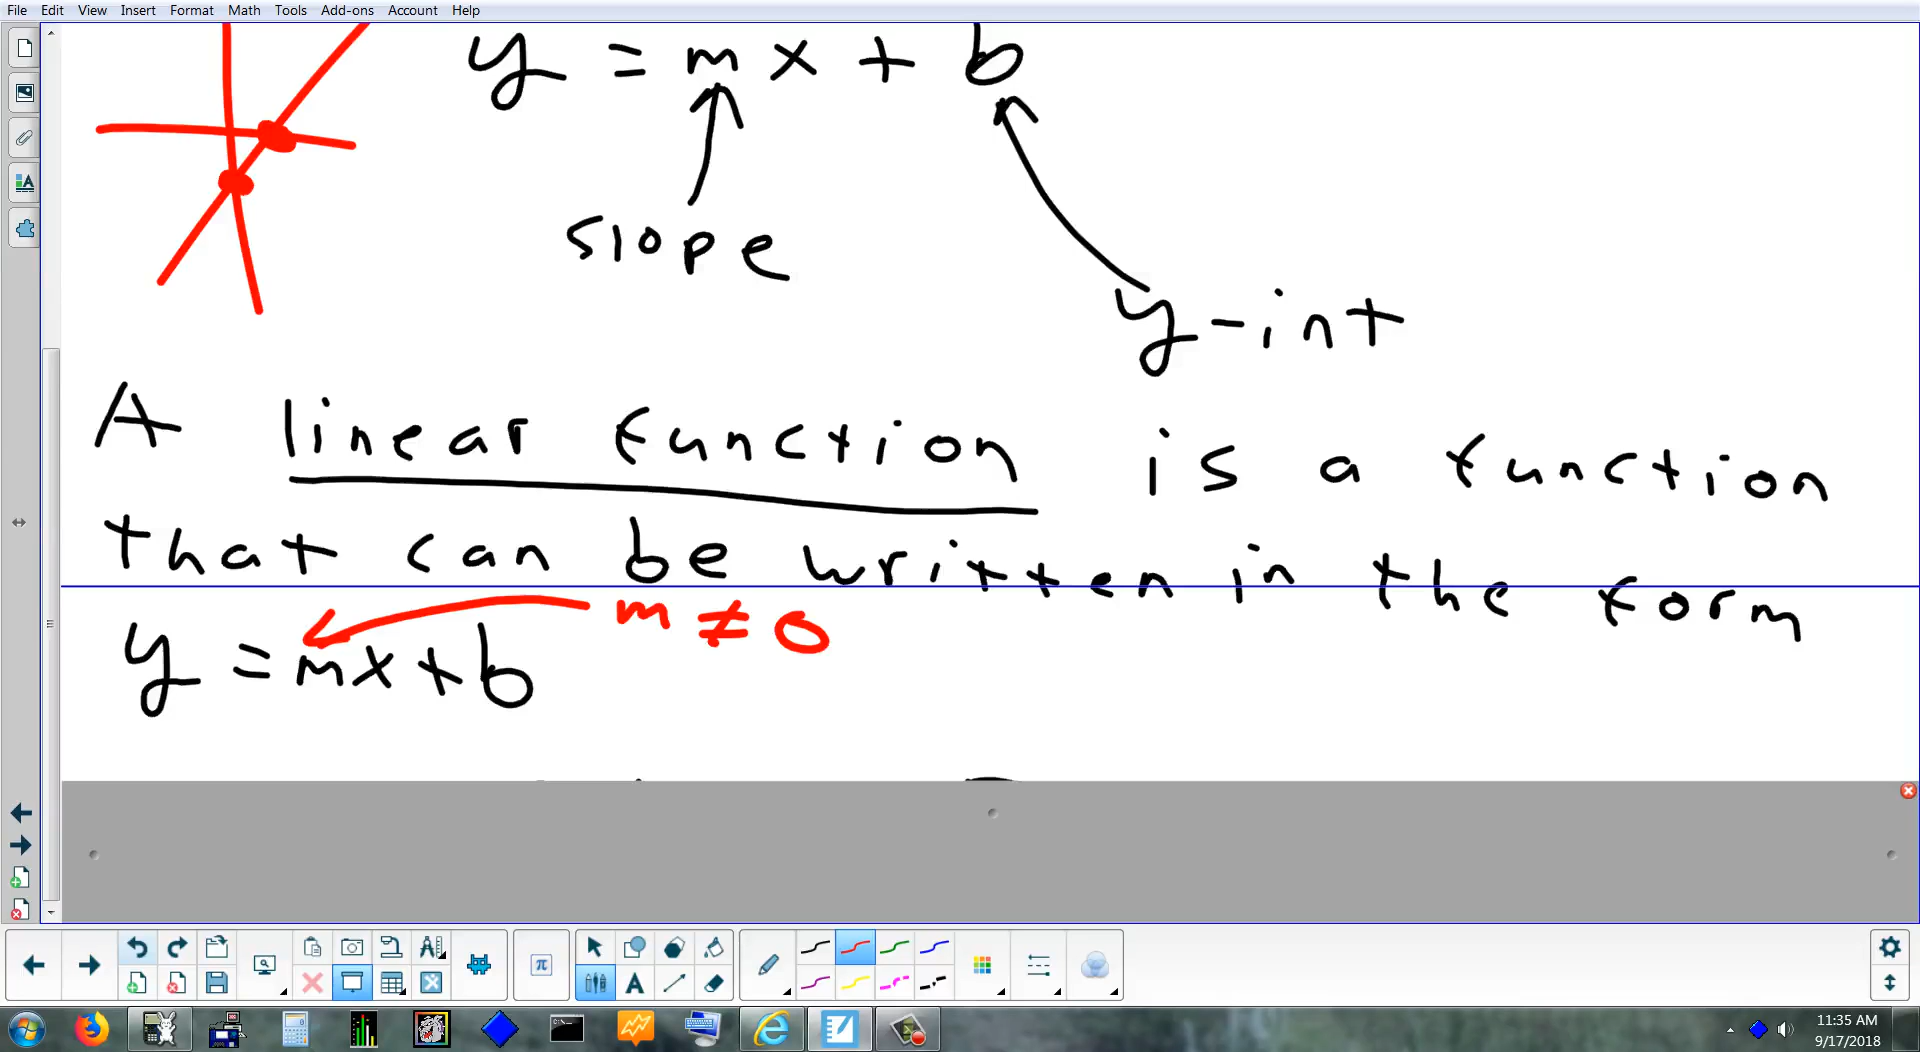 File Edit View Insert Format Math Tools Add-ons Account Help
y = mx + b
slope
y-int
A linear function is a function
that can be written in the form
m ≠ 0
y = mx + b
11:35 AM
9/17/2018